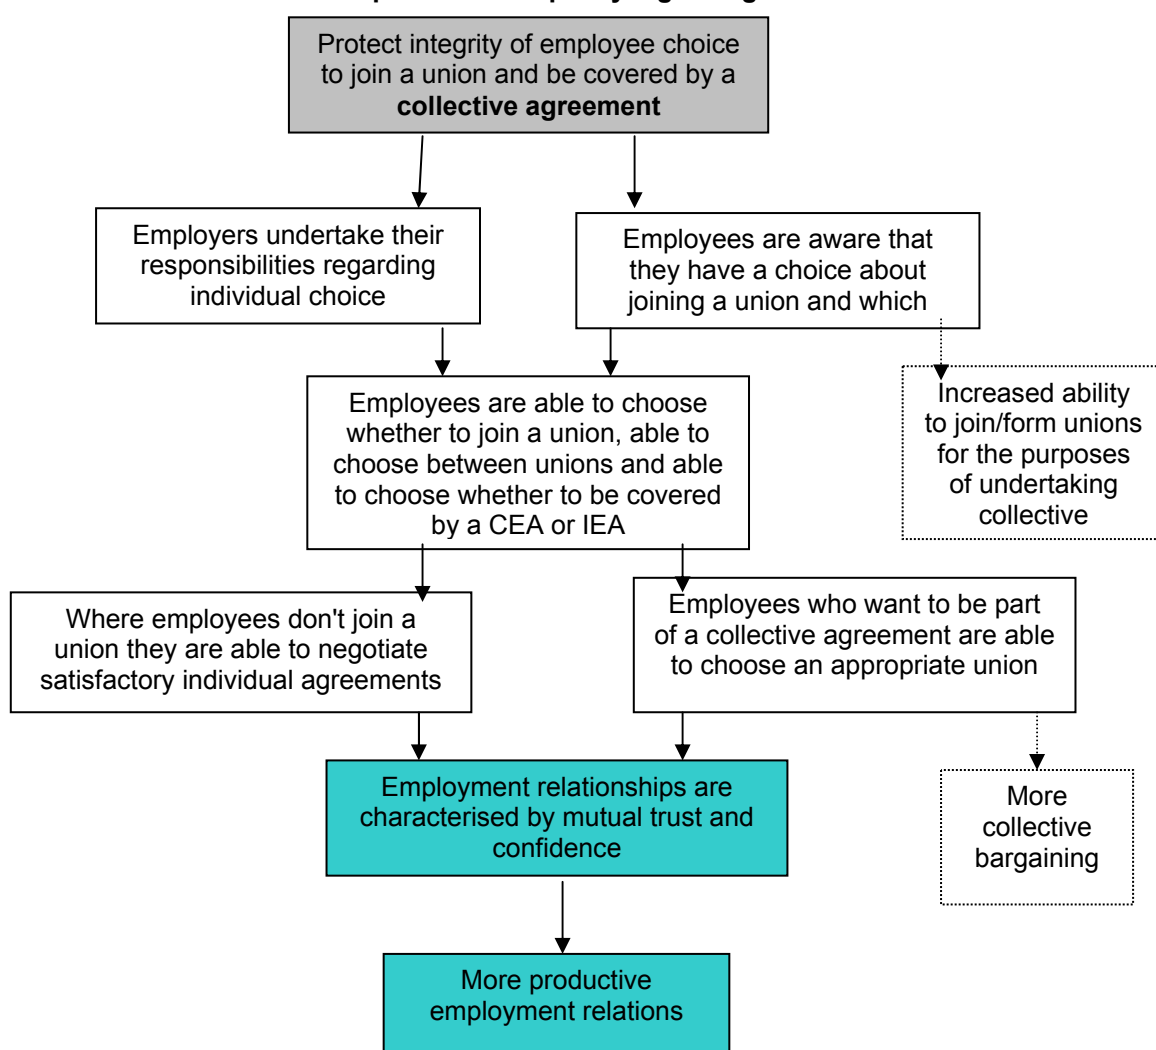 Protect integrity of employee choice
to join a union and be covered by a
collective agreement
Employers undertake their
responsibilities regarding
individual choice
Employees are aware that
they have a choice about
joining a union and which
Employees are able to choose
whether to join a union, able to
choose between unions and able
to choose whether to be covered
by a CEA or IEA
Increased ability
to join/form unions
for the purposes
of undertaking
collective
Where employees don't join a
union they are able to negotiate
satisfactory individual agreements
Employees who want to be part
of a collective agreement are able
to choose an appropriate union
Employment relationships are
characterised by mutual trust and
confidence
More
collective
bargaining
More productive
employment relations